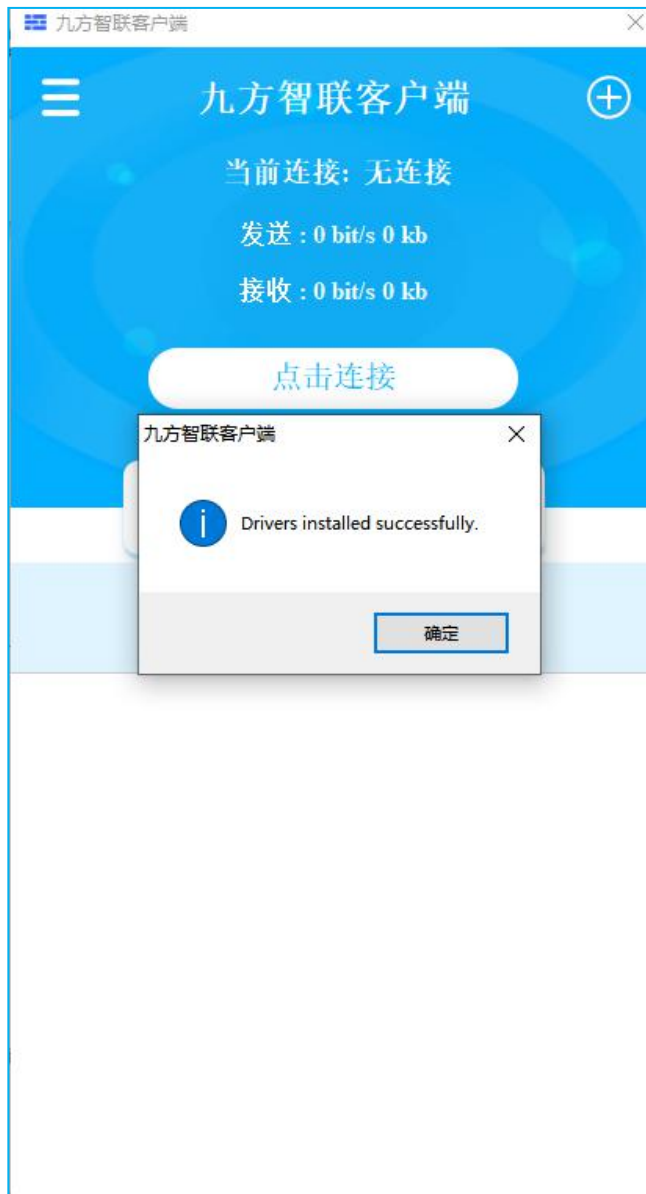 九方智联客户端
九方智联客户端
当前连接: 无连接
发送 : 0 bit/s 0 kb
接收 : 0 bit/s 0 kb
点击连接
九方智联客户端
Drivers installed successfully.
确定